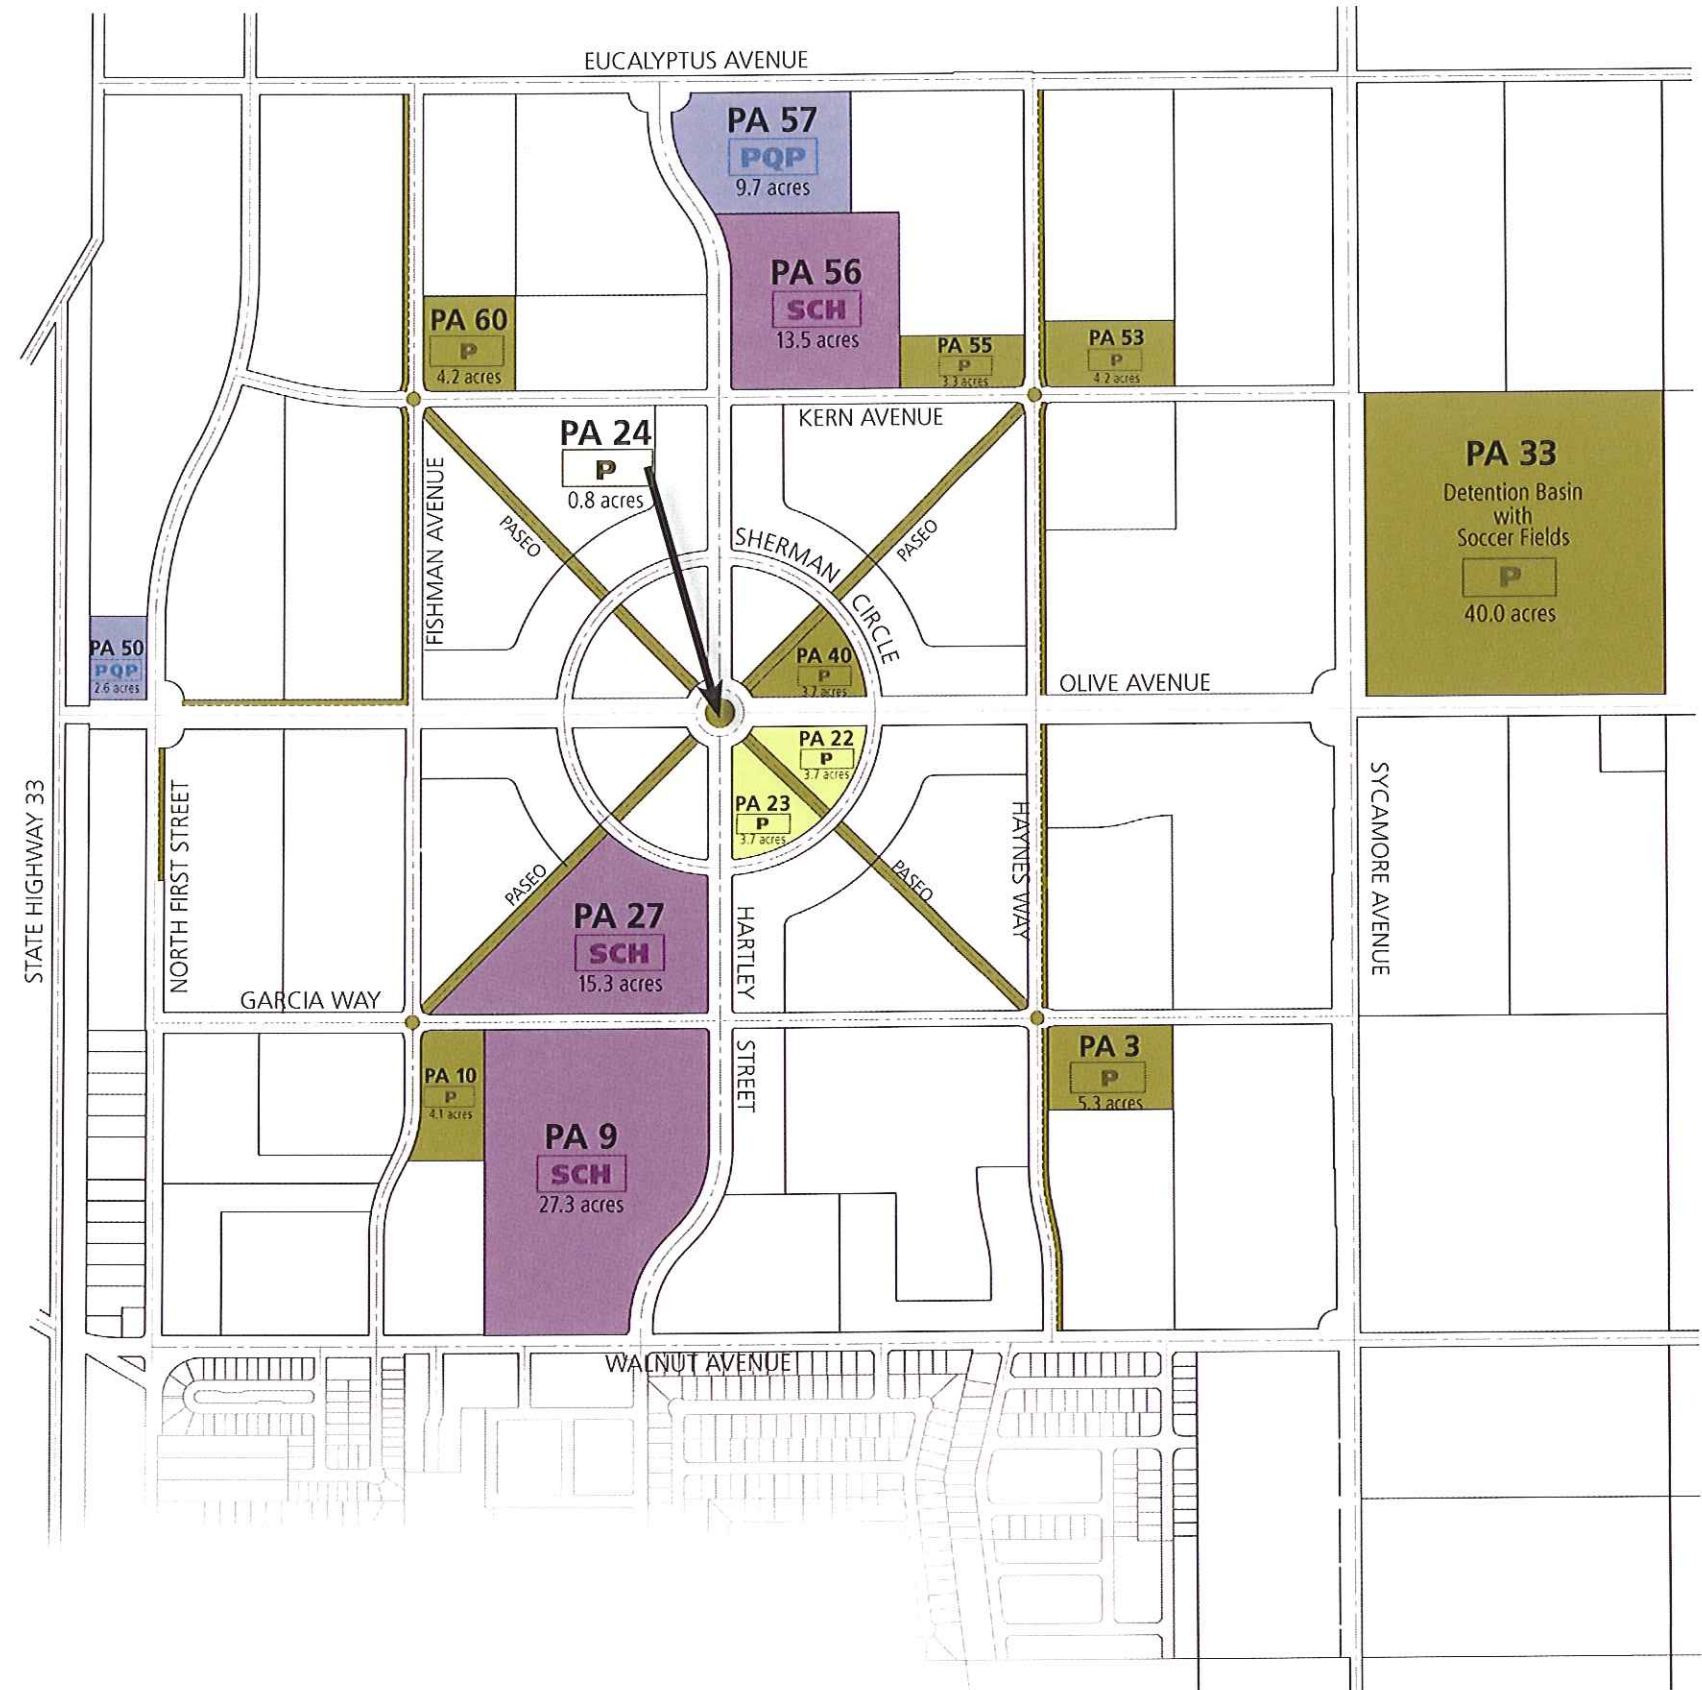 EUCALYPTUS AVENUE
PA 57
PQP
9.7 acres
PA 56
SCH
13.5 acres
PA 60
P
4.2 acres
PA 55
P
3.3 acres
PA 53
P
4.2 acres
KERN AVENUE
PA 24
P
0.8 acres
PA 33
Detention Basin
with
Soccer Fields
P
40.0 acres
FISHMAN AVENUE
PASEO
PASEO
SHERMAN CIRCLE
PA 50
PQP
2.6 acres
PA 40
P
3.7 acres
OLIVE AVENUE
PA 22
P
3.7 acres
PA 23
P
3.7 acres
STATE HIGHWAY 33
NORTH FIRST STREET
HAYNES WAY
SYCAMORE AVENUE
PASEO
PASEO
PA 27
SCH
15.3 acres
HARTLEY STREET
GARCIA WAY
PA 10
P
4.1 acres
PA 9
SCH
27.3 acres
PA 3
P
5.3 acres
WALNUT AVENUE